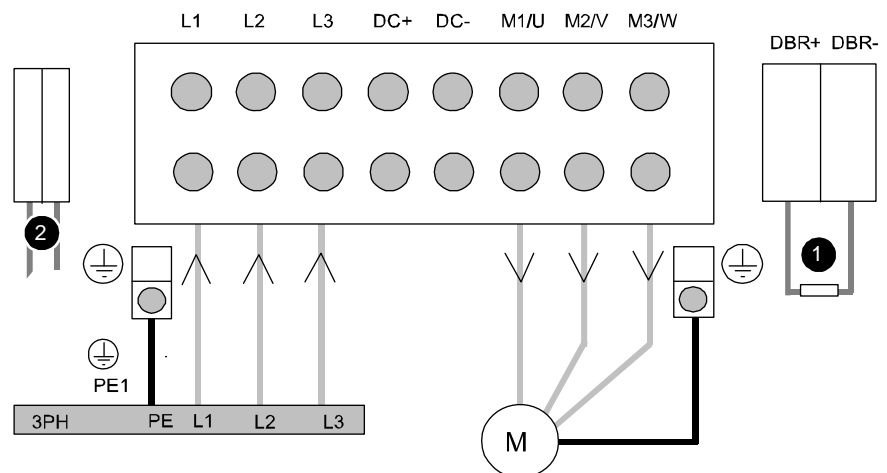 L1 L2 L3 DC+ DC- M1/U M2/V M3/W
DBR+ DBR-
2
1
PE1
3PH PE L1 L2 L3
M